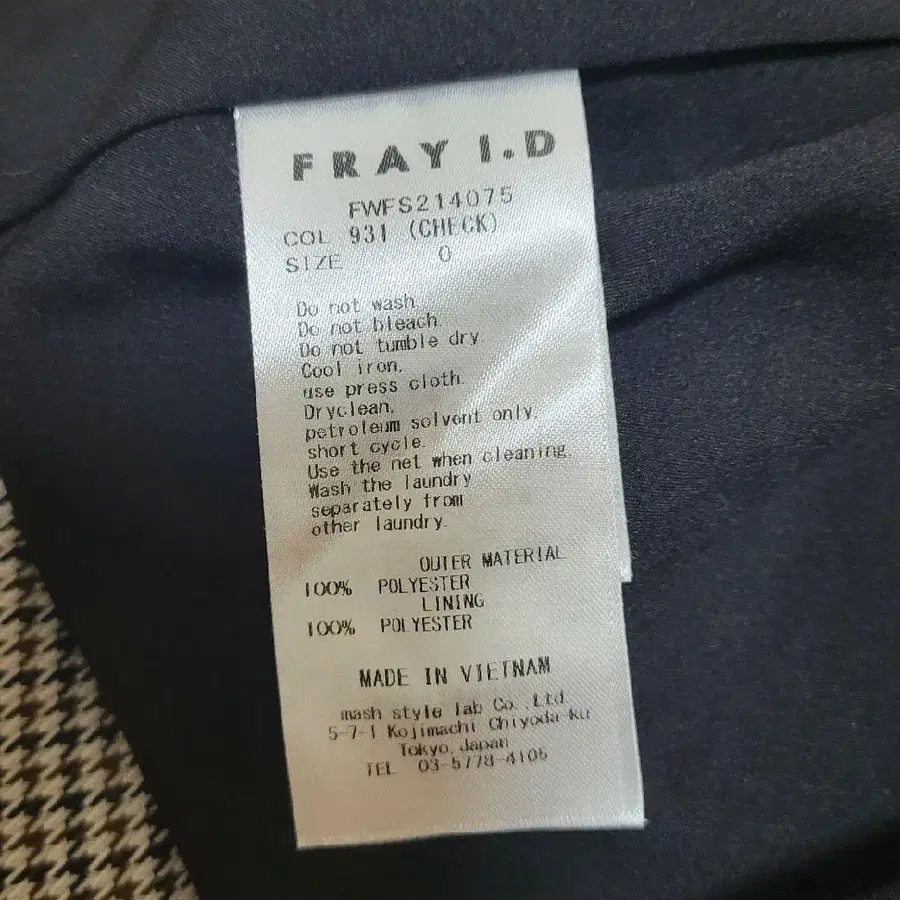 FRAY I.D
FWFS214075
COL 931 (CHECK)
SIZE 0
Do not wash.
Do not bleach.
Do not tumble dry.
Cool iron,
use press cloth.
Dryclean,
petroleum solvent only.
short cycle.
Use the net when cleaning.
Wash the laundry
separately from
other laundry.
OUTER MATERIAL
100% POLYESTER
LINING
100% POLYESTER
MADE IN VIETNAM
mash style lab Co.,Ltd
5-7-1 Kojimachi Chiyoda-ku
Tokyo, Japan
TEL 03-5778-4105